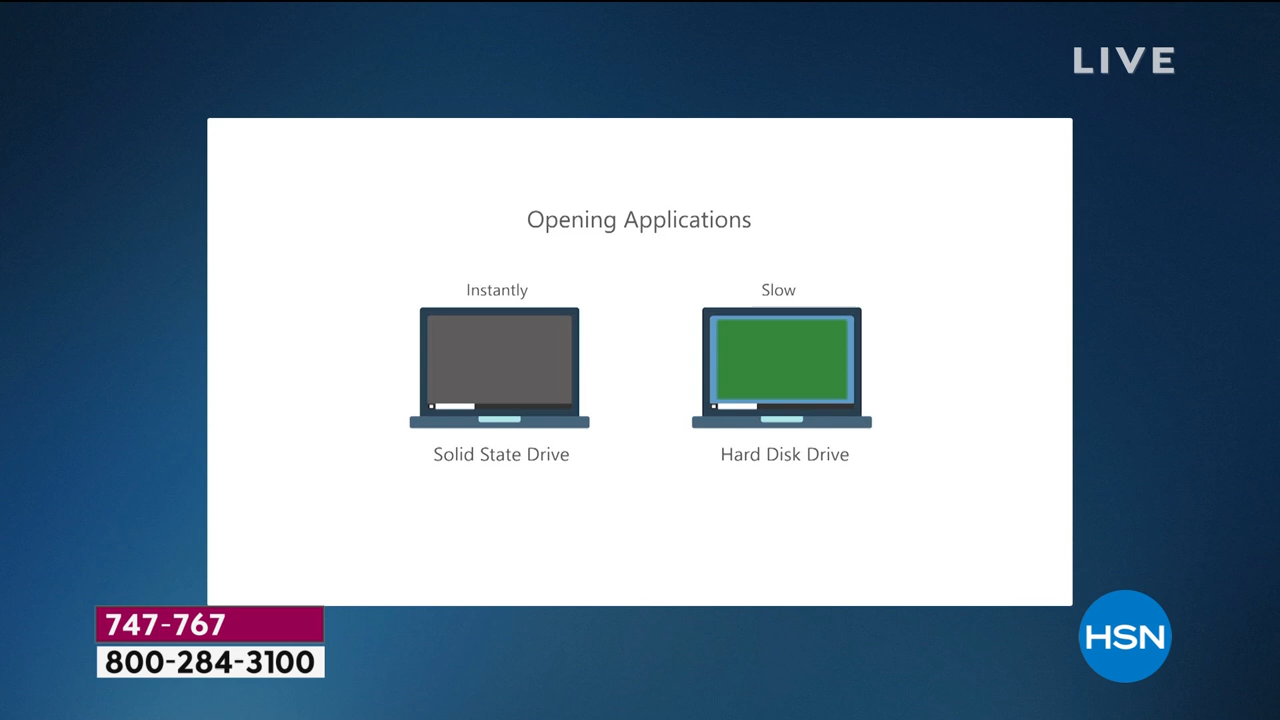 LIVE
Opening Applications
Instantly
Slow
Solid State Drive
Hard Disk Drive
747-767
800-284-3100
HSN